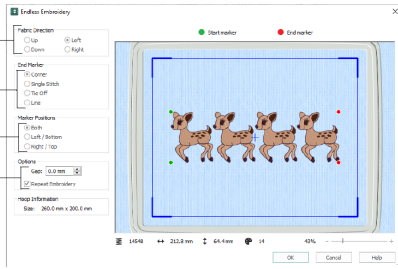 Endless Embroidery
Fabric Direction
Up
Left
Down
Right
End Marker
Corner
Single Stitch
Tie Off
Line
Marker Positions
Both
Left / Bottom
Right / Top
Options
Gap: 0.0 mm
Repeat Embroidery
Hoop Information
Size: 260.0 mm x 200.0 mm
Start marker
End marker
14548
212.8 mm
64.4 mm
14
43%
OK
Cancel
Help